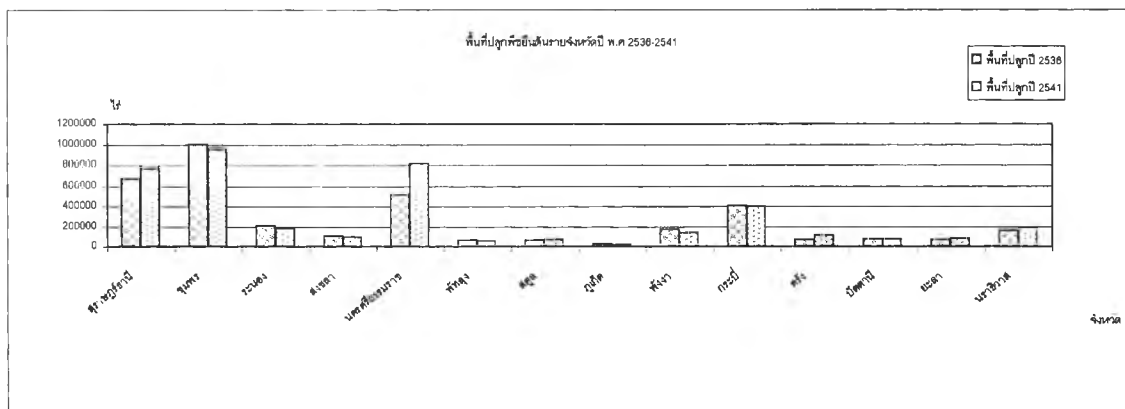 พื้นที่ปลูกพืชยืนต้นรายจังหวัดปี พ.ศ 2536-2541
พื้นที่ปลูกปี 2536
พื้นที่ปลูกปี 2541
ไร่
1200000
1000000
800000
600000
400000
200000
0
สุราษฎร์ธานี
ชุมพร
ระนอง
สงขลา
นครศรีธรรมราช
พัทลุง
สตูล
ภูเก็ต
พังงา
กระบี่
ตรัง
ปัตตานี
ยะลา
นราธิวาส
จังหวัด